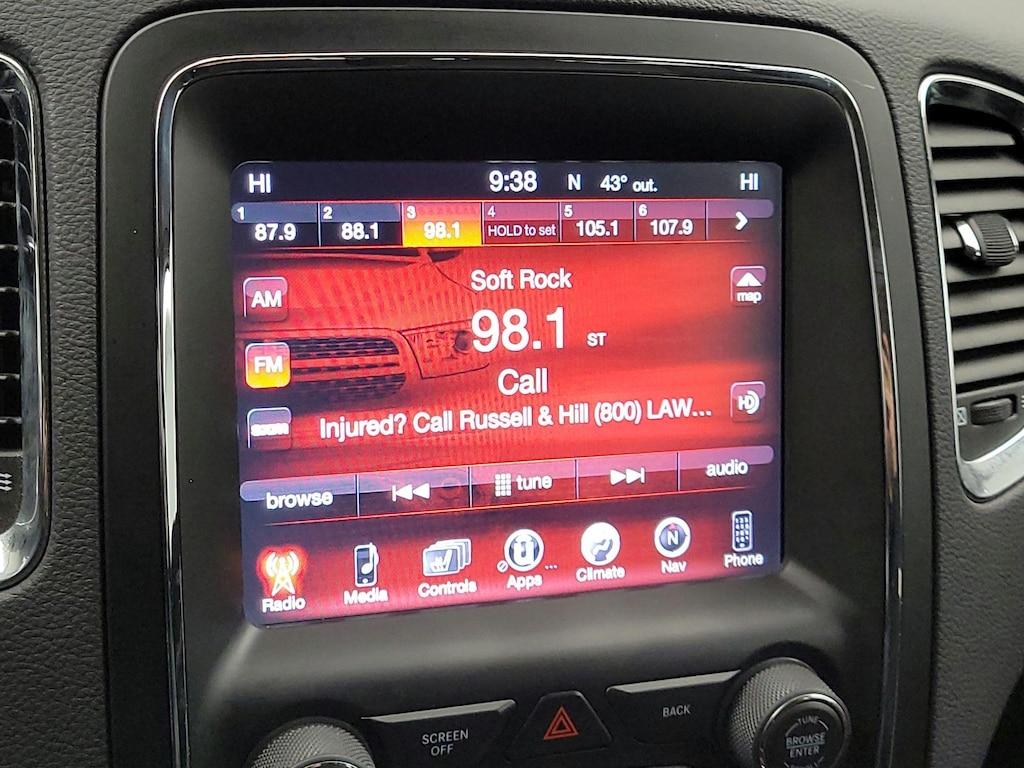 HI 9:38 N 43° out. HI
1 2 3 4 5 6
87.9 88.1 98.1 HOLD to set 105.1 107.9
Soft Rock
AM
map
98.1 ST
FM
Call
HD
Injured? Call Russell & Hill (800) LAW...
browse tune audio
Radio Media Controls Apps ... Climate Nav Phone
N
SCREEN
OFF
BACK
TUNE
BROWSE
ENTER